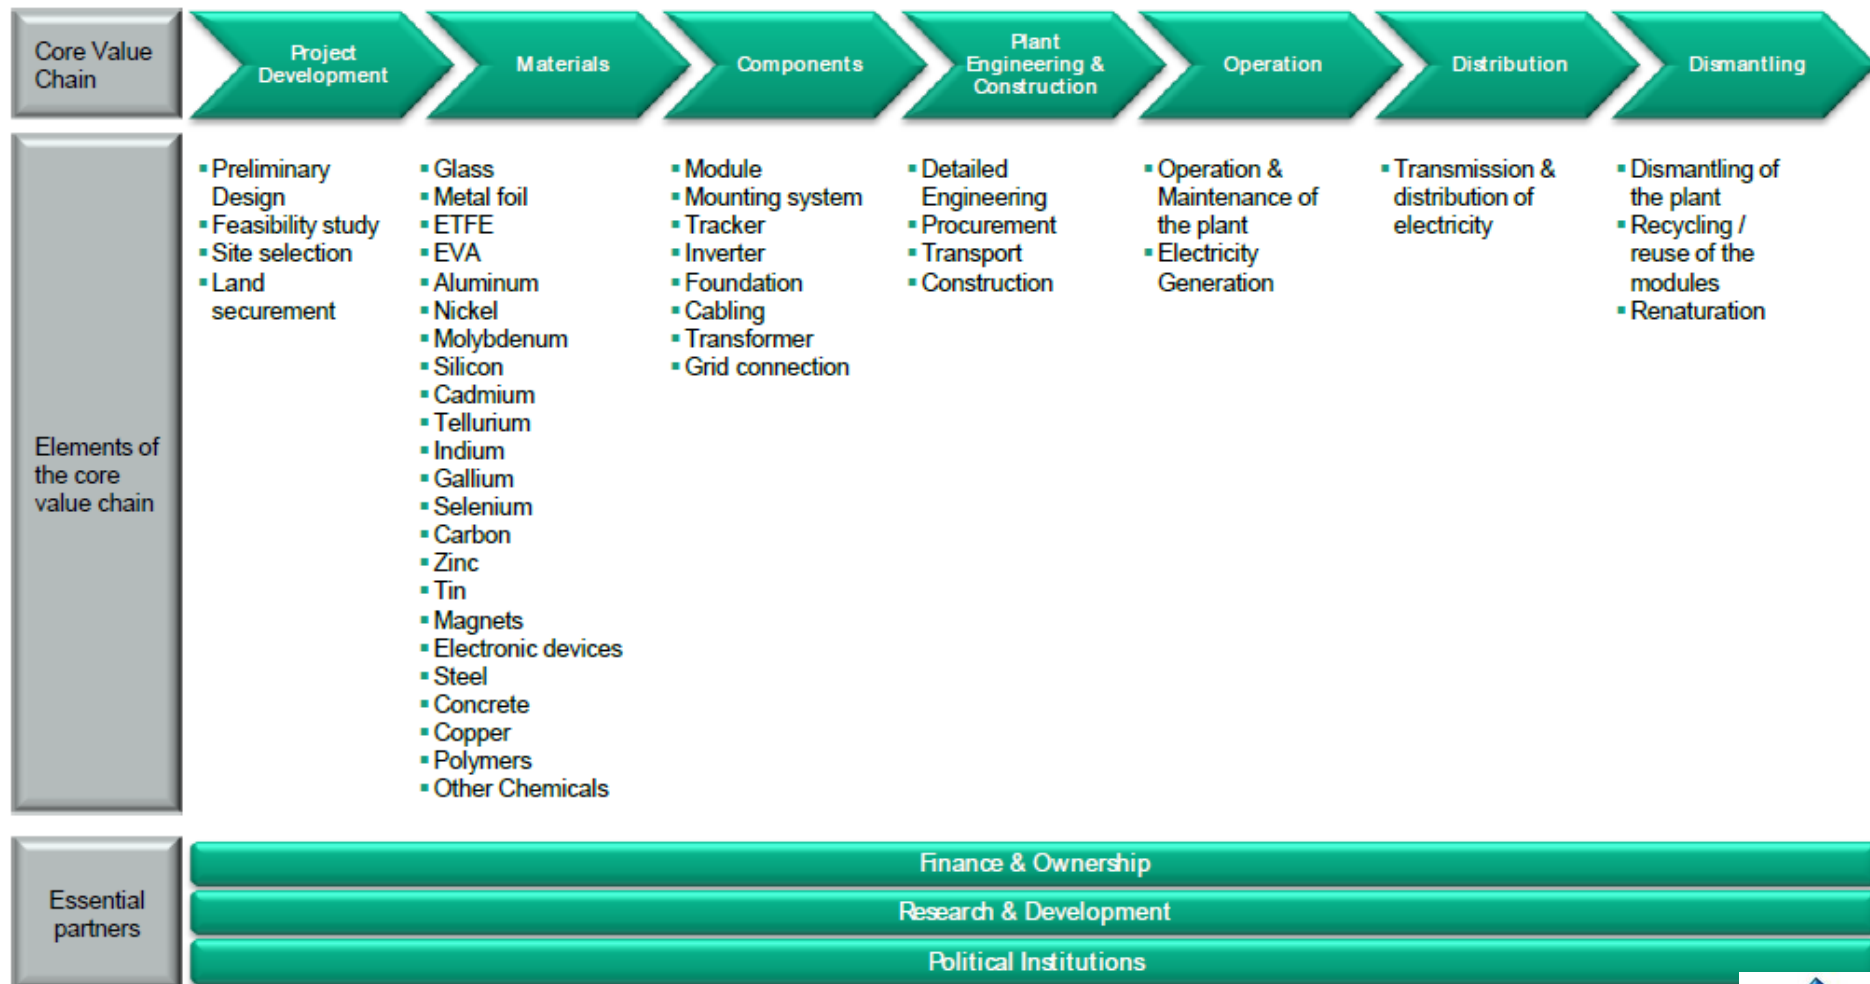 Core Value
Chain
Project
Development
Materials
Components
Plant
Engineering &
Construction
Operation
Distribution
Dismantling
Elements of
the core
value chain
▪ Preliminary
Design
▪ Feasibility study
▪ Site selection
▪ Land
securement
▪ Glass
▪ Metal foil
▪ ETFE
▪ EVA
▪ Aluminum
▪ Nickel
▪ Molybdenum
▪ Silicon
▪ Cadmium
▪ Tellurium
▪ Indium
▪ Gallium
▪ Selenium
▪ Carbon
▪ Zinc
▪ Tin
▪ Magnets
▪ Electronic devices
▪ Steel
▪ Concrete
▪ Copper
▪ Polymers
▪ Other Chemicals
▪ Module
▪ Mounting system
▪ Tracker
▪ Inverter
▪ Foundation
▪ Cabling
▪ Transformer
▪ Grid connection
▪ Detailed
Engineering
▪ Procurement
▪ Transport
▪ Construction
▪ Operation &
Maintenance of
the plant
▪ Electricity
Generation
▪ Transmission &
distribution of
electricity
▪ Dismantling of
the plant
▪ Recycling /
reuse of the
modules
▪ Renaturation
Essential
partners
Finance & Ownership
Research & Development
Political Institutions